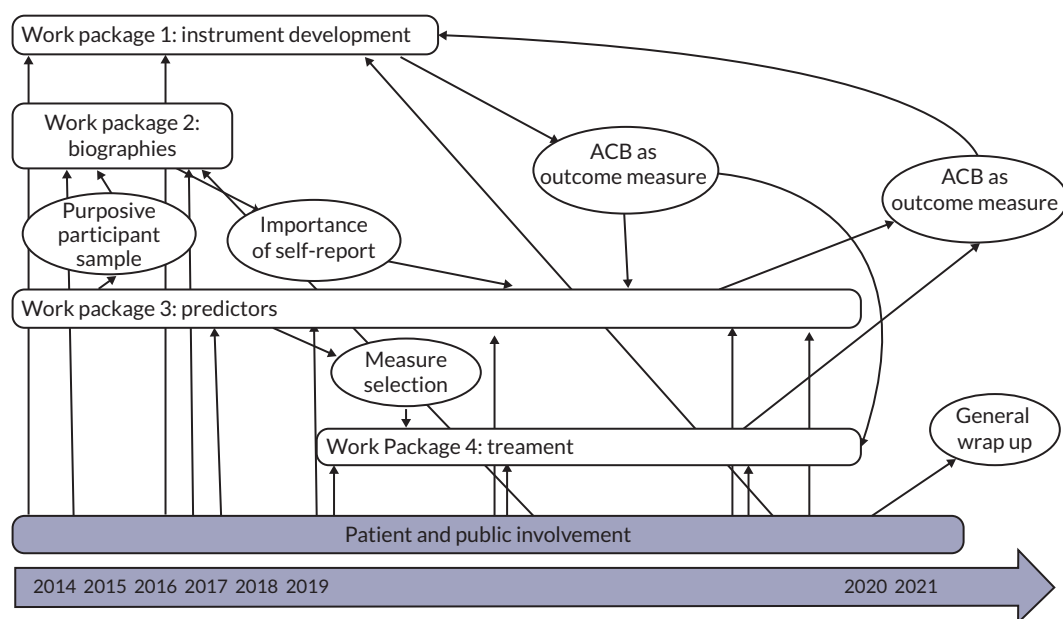 Work package 1: instrument development
Work package 2:
biographies
ACB as
outcome measure
ACB as
outcome measure
Purposive
participant
sample
Importance
of self-report
Work package 3: predictors
Measure
selection
General
wrap up
Work Package 4: treament
Patient and public involvement
2014 2015 2016 2017 2018 2019 2020 2021